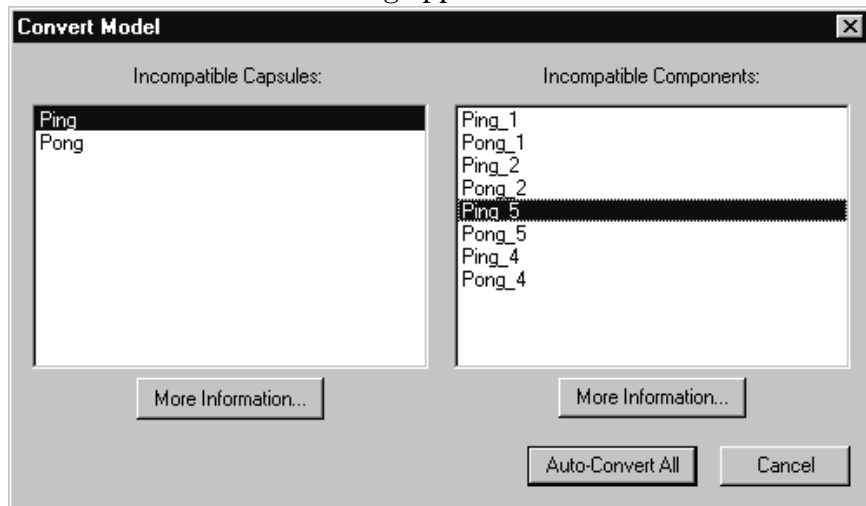 Convert Model
Incompatible Capsules:
Ping
Pong
More Information...
Incompatible Components:
Ping_1
Pong_1
Ping_2
Pong_2
Ping_5
Pong_5
Ping_4
Pong_4
More Information...
Auto-Convert All
Cancel